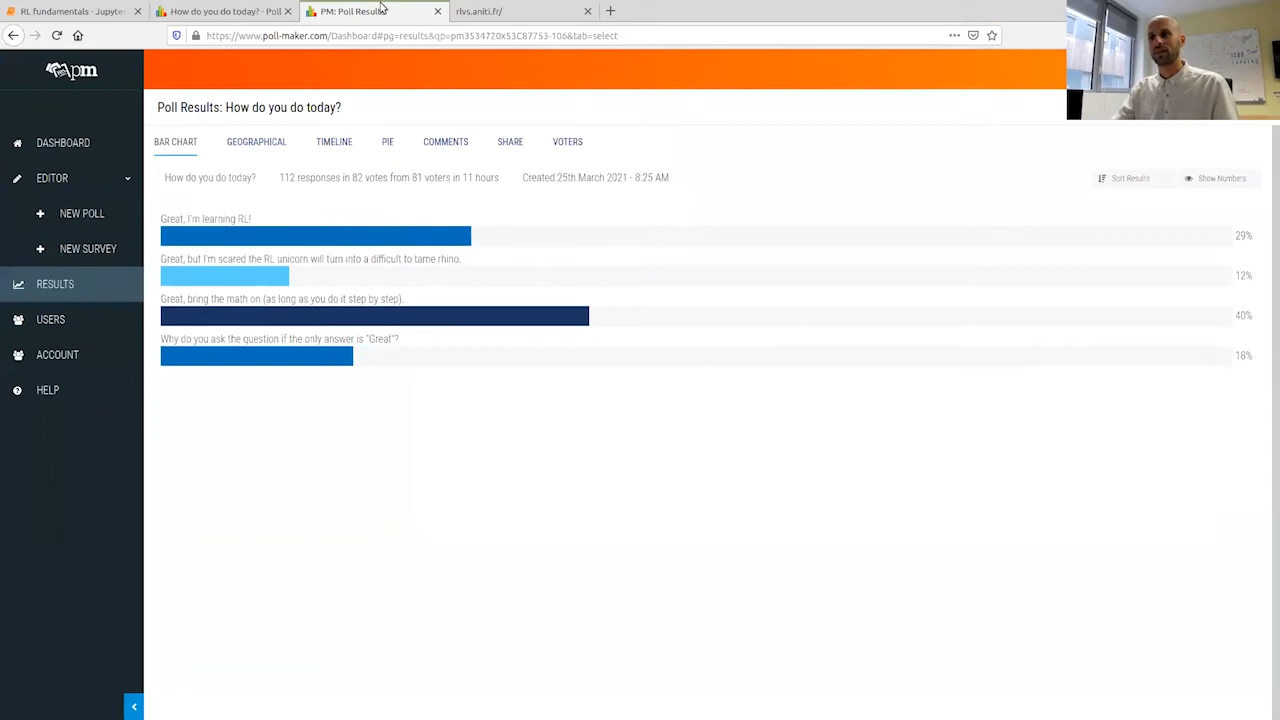 RL fundamentals - Jupyte
How do you do today? - Poll
PM: Poll Results
rlvs.aniti.fr/
https://www.poll-maker.com/Dashboard#pg=results&qp=pm3534720x53C87753-106&tab=select
pm
Poll Results: How do you do today?
DASHBOARD
EDITOR
NEW POLL
NEW SURVEY
RESULTS
USERS
ACCOUNT
HELP
BAR CHART
GEOGRAPHICAL
TIMELINE
PIE
COMMENTS
SHARE
VOTERS
How do you do today?
112 responses in 82 votes from 81 voters in 11 hours
Created:25th March 2021 - 8:25 AM
Sort Results
Show Numbers
Great, I'm learning RL!
29%
Great, but I'm scared the RL unicorn will turn into a difficult to tame rhino.
12%
Great, bring the math on (as long as you do it step by step).
40%
Why do you ask the question if the only answer is "Great"?
18%